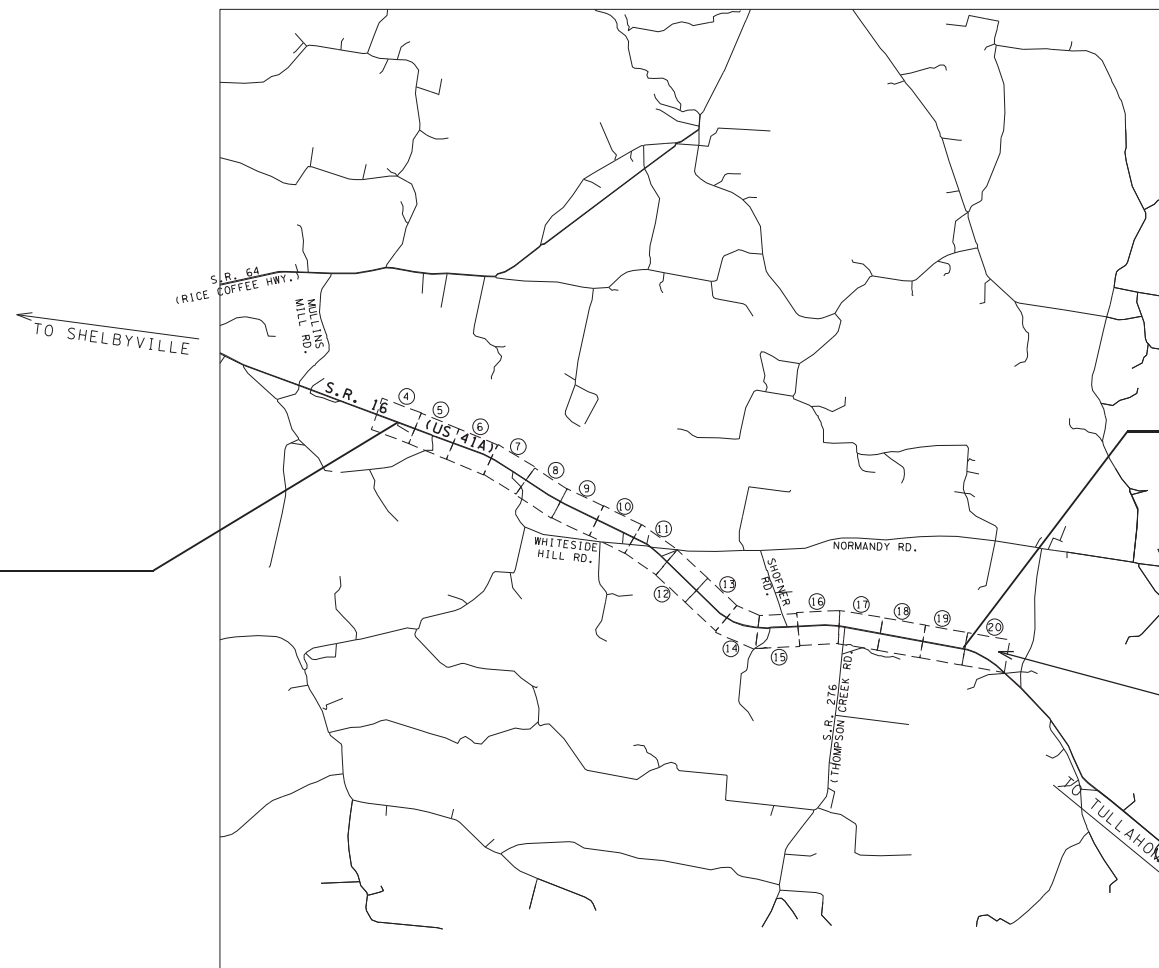 S.R. 64
(RICE COFFEE HWY.)
MULLINS
MILL RD.
TO SHELBYVILLE
S.R. 16
(US 41A)
4
5
6
7
8
9
10
11
WHITESIDE
HILL RD.
NORMANDY RD.
SHOFNER
RD.
12
13
14
15
16
17
18
19
20
S.R. 276
(THOMPSON CREEK RD.)
TO TULLAHO